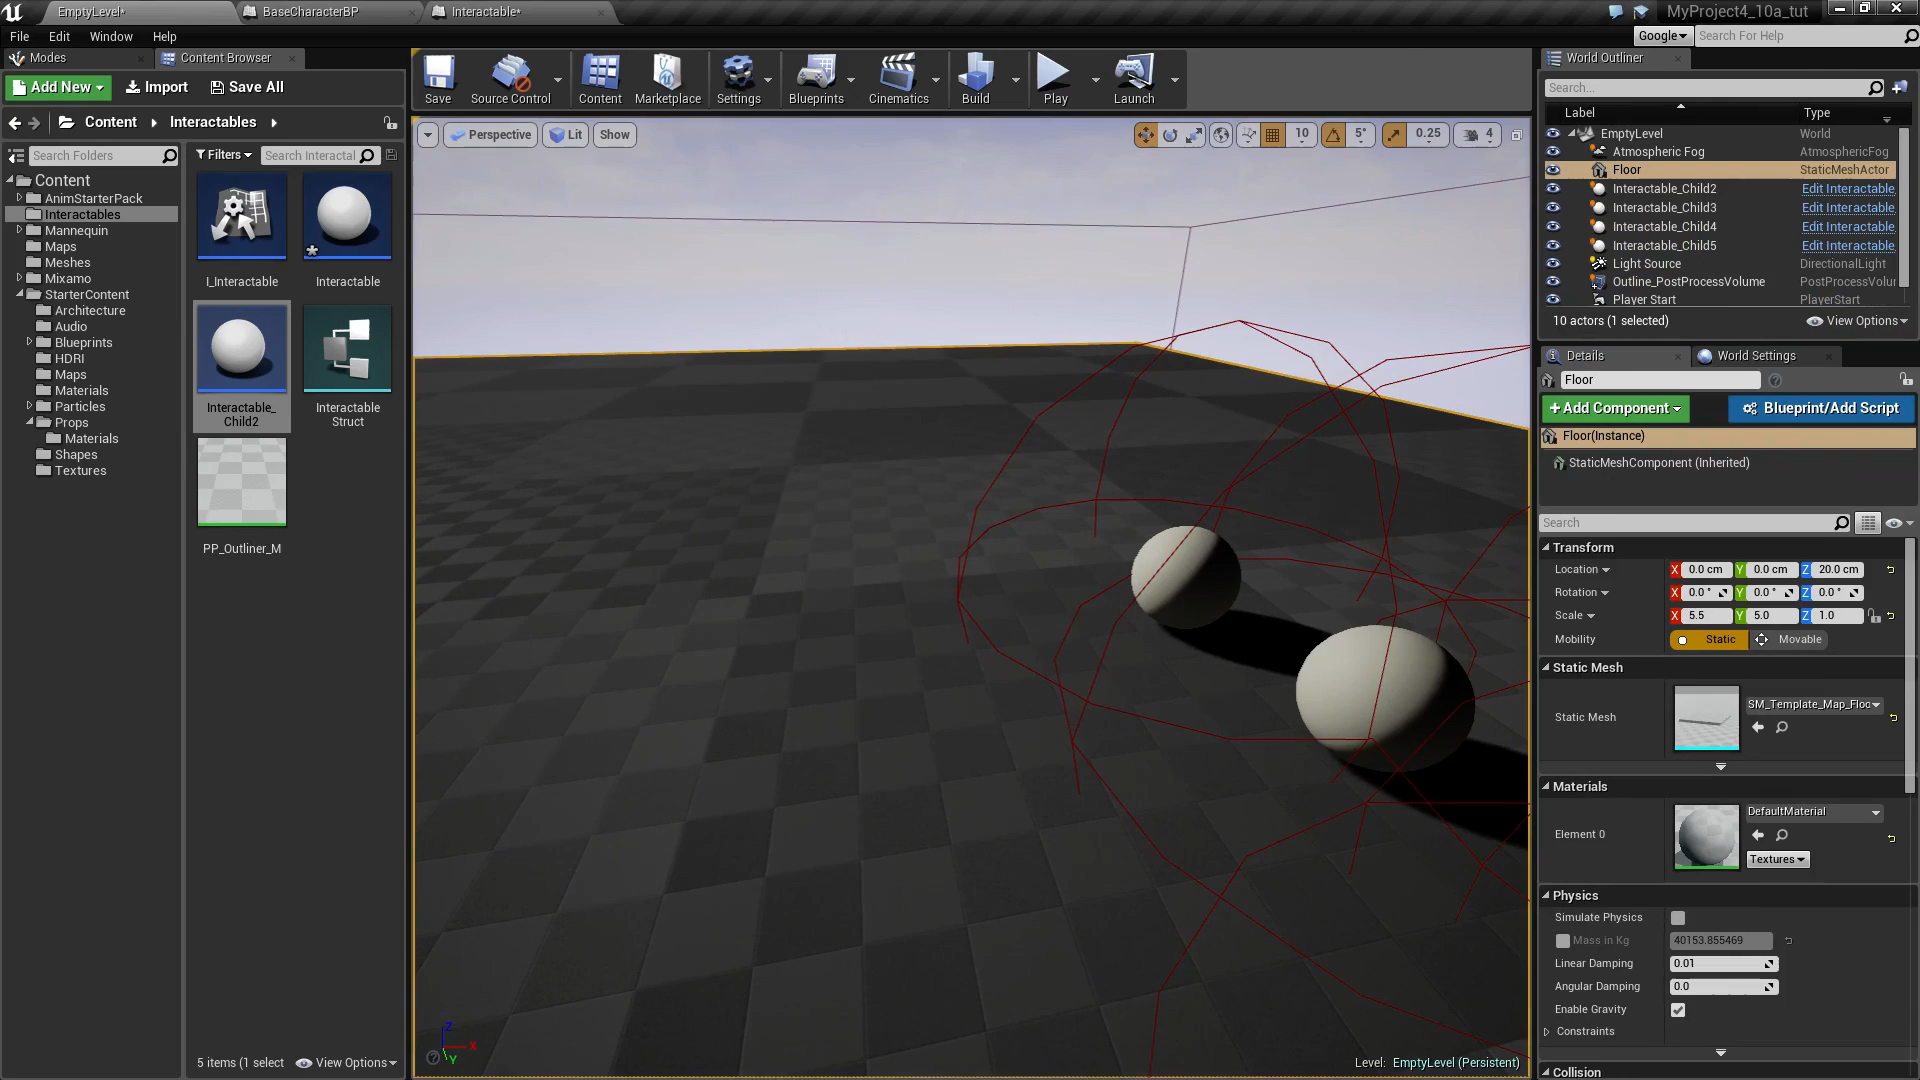 EmptyLevel*
BaseCharacterBP
Interactable*
MyProject4_10a_tut
File
Edit
Window
Help
Google
Search For Help
Modes
Content Browser
Add New
Import
Save All
Content
Interactables
Search Folders
Filters
Search Interactal
Content
AnimStarterPack
Interactables
Mannequin
Maps
Meshes
Mixamo
StarterContent
Architecture
Audio
Blueprints
HDRI
Maps
Materials
Particles
Props
Materials
Shapes
Textures
I_Interactable
Interactable
Interactable_
Child2
Interactable
Struct
PP_Outliner_M
5 items (1 select
View Options
Save
Source Control
Content
Marketplace
Settings
Blueprints
Cinematics
Build
Play
Launch
Perspective
Lit
Show
10
5°
0.25
4
Z
X
Y
Level: EmptyLevel (Persistent)
World Outliner
Search...
Label
Type
EmptyLevel
World
Atmospheric Fog
AtmosphericFog
Floor
StaticMeshActor
Interactable_Child2
Edit Interactable
Interactable_Child3
Edit Interactable
Interactable_Child4
Edit Interactable
Interactable_Child5
Edit Interactable
Light Source
DirectionalLight
Outline_PostProcessVolume
PostProcessVolur
Player Start
PlayerStart
10 actors (1 selected)
View Options
Details
World Settings
Floor
+Add Component
Blueprint/Add Script
Floor(Instance)
StaticMeshComponent (Inherited)
Search
Transform
Location
X 0.0 cm Y 0.0 cm Z 20.0 cm
Rotation
X 0.0 ° Y 0.0 ° Z 0.0 °
Scale
X 5.5 Y 5.0 Z 1.0
Mobility
Static
Movable
Static Mesh
Static Mesh
SM_Template_Map_Floc
Materials
Element 0
DefaultMaterial
Textures
Physics
Simulate Physics
Mass in Kg
40153.855469
Linear Damping
0.01
Angular Damping
0.0
Enable Gravity
Constraints
Collision